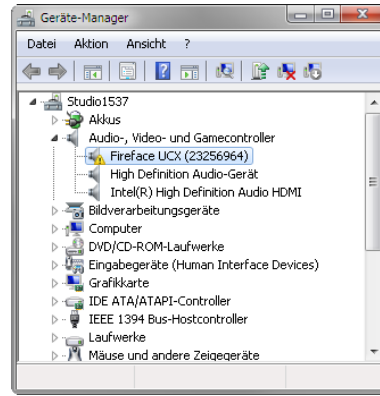 Geräte-Manager
Datei Aktion Ansicht ?
Studio1537
Akkus
Audio-, Video- und Gamecontroller
Fireface UCX (23256964)
High Definition Audio-Gerät
Intel(R) High Definition Audio HDMI
Bildverarbeitungsgeräte
Computer
DVD/CD-ROM-Laufwerke
Eingabegeräte (Human Interface Devices)
Grafikkarte
IDE ATA/ATAPI-Controller
IEEE 1394 Bus-Hostcontroller
Laufwerke
Mäuse und andere Zeigegeräte